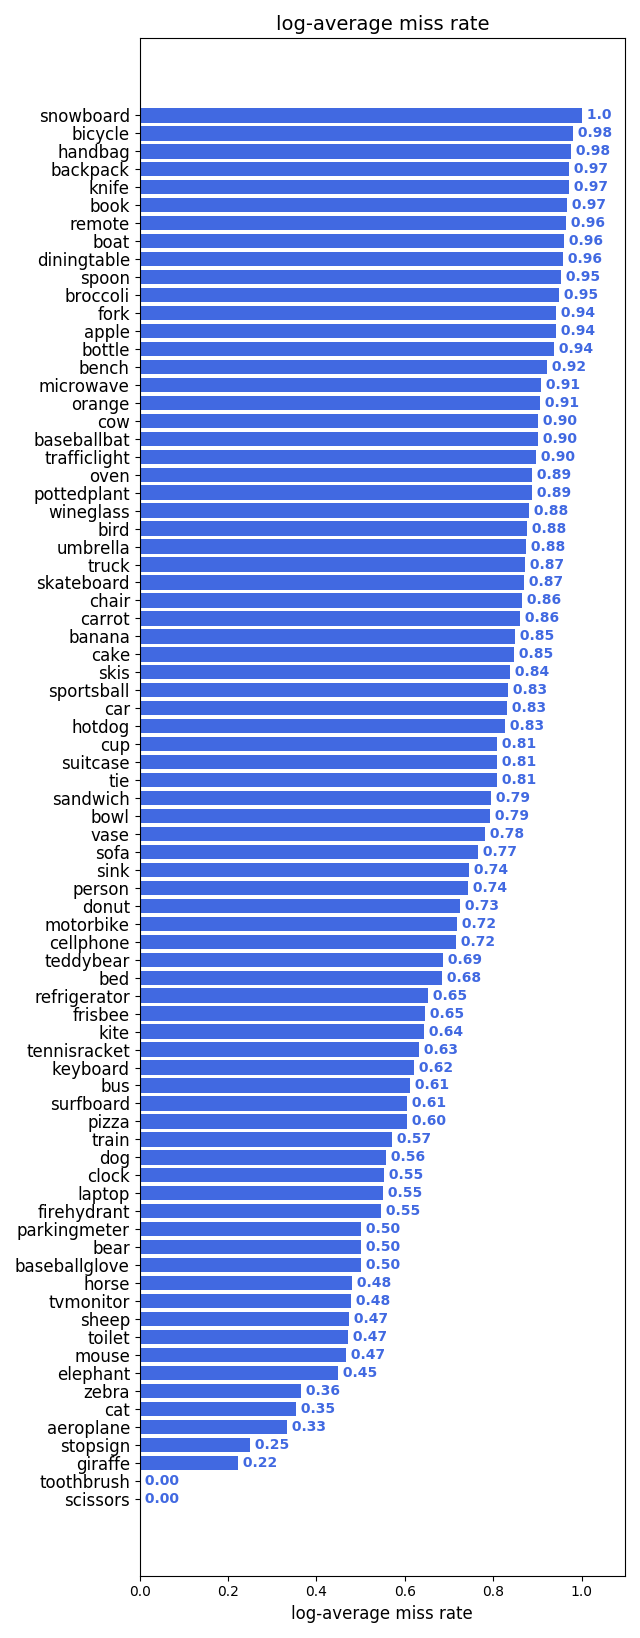 log-average miss rate
snowboard 1.0
bicycle 0.98
handbag 0.98
backpack 0.97
knife 0.97
book 0.97
remote 0.96
boat 0.96
diningtable 0.96
spoon 0.95
broccoli 0.95
fork 0.94
apple 0.94
bottle 0.94
bench 0.92
microwave 0.91
orange 0.91
cow 0.90
baseballbat 0.90
trafficlight 0.90
oven 0.89
pottedplant 0.89
wineglass 0.88
bird 0.88
umbrella 0.88
truck 0.87
skateboard 0.87
chair 0.86
carrot 0.86
banana 0.85
cake 0.85
skis 0.84
sportsball 0.83
car 0.83
hotdog 0.83
cup 0.81
suitcase 0.81
tie 0.81
sandwich 0.79
bowl 0.79
vase 0.78
sofa 0.77
sink 0.74
person 0.74
donut 0.73
motorbike 0.72
cellphone 0.72
teddybear 0.69
bed 0.68
refrigerator 0.65
frisbee 0.65
kite 0.64
tennisracket 0.63
keyboard 0.62
bus 0.61
surfboard 0.61
pizza 0.60
train 0.57
dog 0.56
clock 0.55
laptop 0.55
firehydrant 0.55
parkingmeter 0.50
bear 0.50
baseballglove 0.50
horse 0.48
tvmonitor 0.48
sheep 0.47
toilet 0.47
mouse 0.47
elephant 0.45
zebra 0.36
cat 0.35
aeroplane 0.33
stopsign 0.25
giraffe 0.22
toothbrush 0.00
scissors 0.00
0.0 0.2 0.4 0.6 0.8 1.0
log-average miss rate